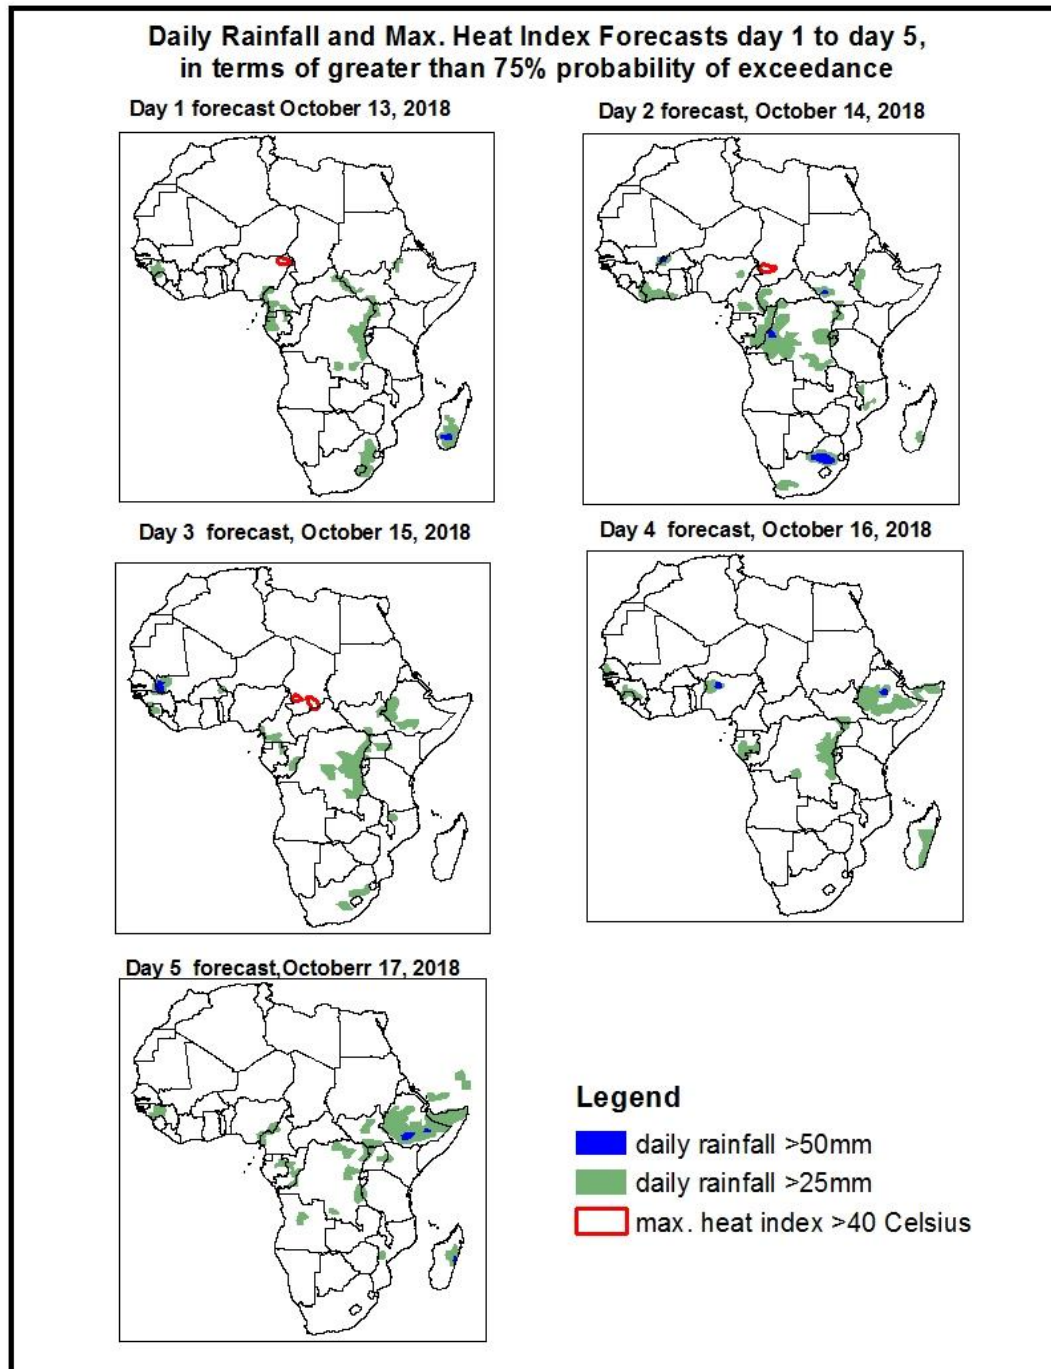 Daily Rainfall and Max. Heat Index Forecasts day 1 to day 5,
in terms of greater than 75% probability of exceedance
Day 1 forecast October 13, 2018
Day 2 forecast, October 14, 2018
Day 3 forecast, October 15, 2018
Day 4 forecast, October 16, 2018
Day 5 forecast,Octoberr 17, 2018
Legend
daily rainfall >50mm
daily rainfall >25mm
max. heat index >40 Celsius